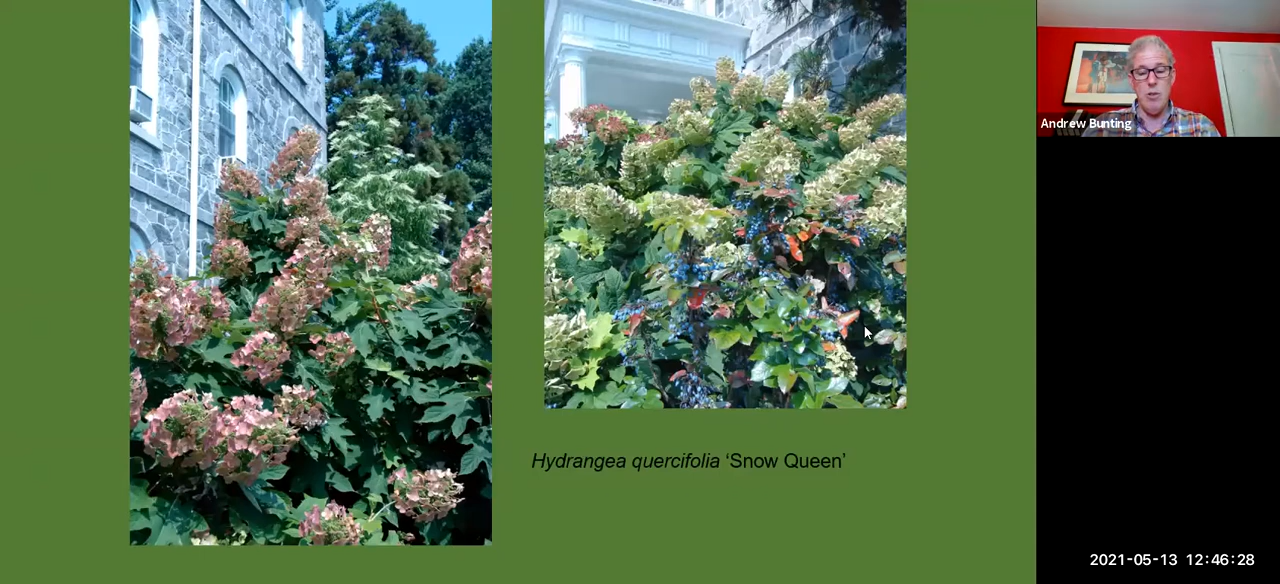 Andrew Bunting
Hydrangea quercifolia ‘Snow Queen’
2021-05-13 12:46:28